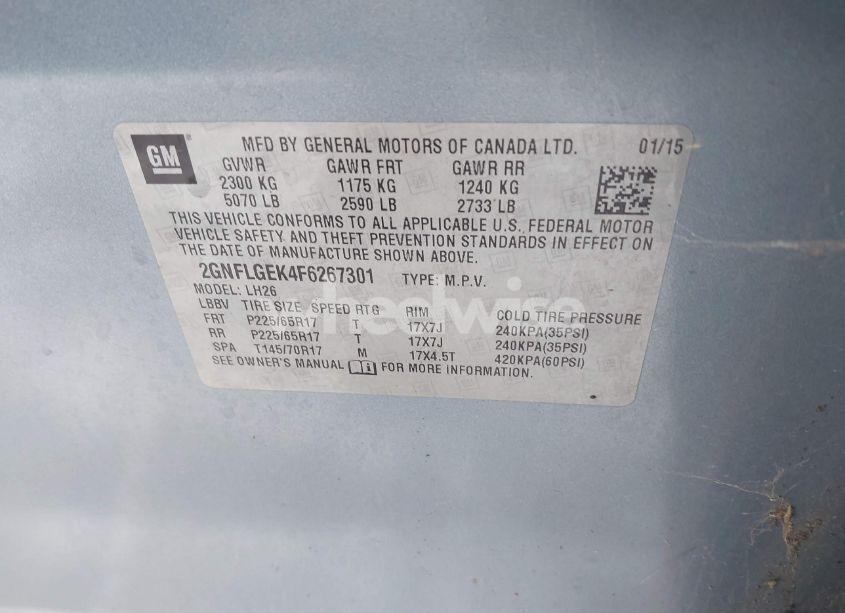 GM
MFD BY GENERAL MOTORS OF CANADA LTD. 01/15
GVWR GAWR FRT GAWR RR
2300 KG 1175 KG 1240 KG
5070 LB 2590 LB 2733 LB
THIS VEHICLE CONFORMS TO ALL APPLICABLE U.S. FEDERAL MOTOR
VEHICLE SAFETY AND THEFT PREVENTION STANDARDS IN EFFECT ON
THE DATE OF MANUFACTURE SHOWN ABOVE.
2GNFLGEK4F6267301 TYPE: M.P.V.
MODEL: LH26
LBBV TIRE SIZE SPEED RTG RIM COLD TIRE PRESSURE
FRT P225/65R17 T 17X7J 240KPA(35PSI)
RR P225/65R17 T 17X7J 240KPA(35PSI)
SPA T145/70R17 M 17X4.5T 420KPA(60PSI)
SEE OWNER'S MANUAL FOR MORE INFORMATION.